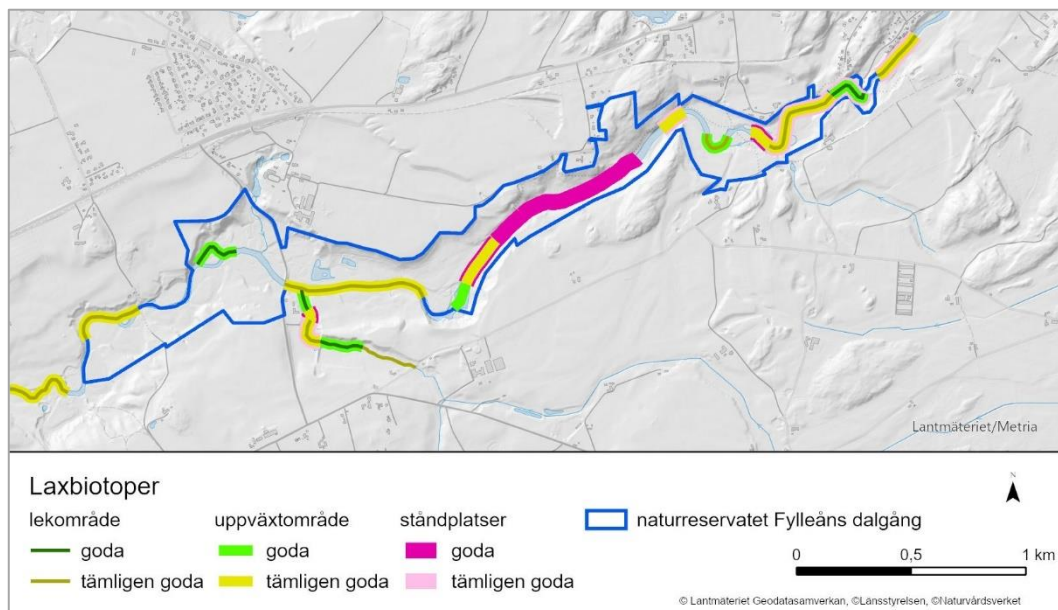 Lantmäteriet/Metria
Laxbiotoper
N
lekområde uppväxtområde ståndplatser naturreservatet Fylleåns dalgång
goda goda goda
tämligen goda tämligen goda tämligen goda
0 0,5 1 km
© Lantmäteriet Geodatasamverkan, ©Länsstyrelsen, ©Naturvårdsverket